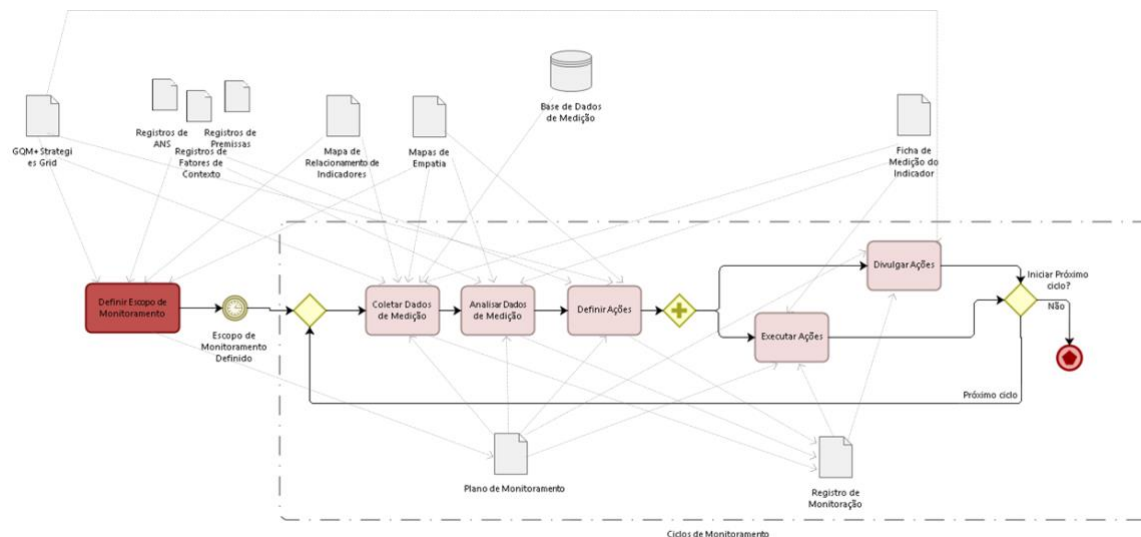 GQM+Strategi
es Grid
Registros de
ANS
Registros de
Premissas
Registros de
Fatores de
Contexto
Mapa de
Relacionamento de
Indicadores
Mapas de
Empatia
Base de Dados
de Medição
Ficha de
Medição do
Indicador
Definir Escopo de
Monitoramento
Escopo de
Monitoramento
Definido
Coletar Dados
de Medição
Analisar Dados
de Medição
Definir Ações
Divulgar Ações
Executar Ações
Iniciar Próximo
ciclo?
Não
Próximo ciclo
Plano de Monitoramento
Registro de
Monitoração
Ciclos de Monitoramento